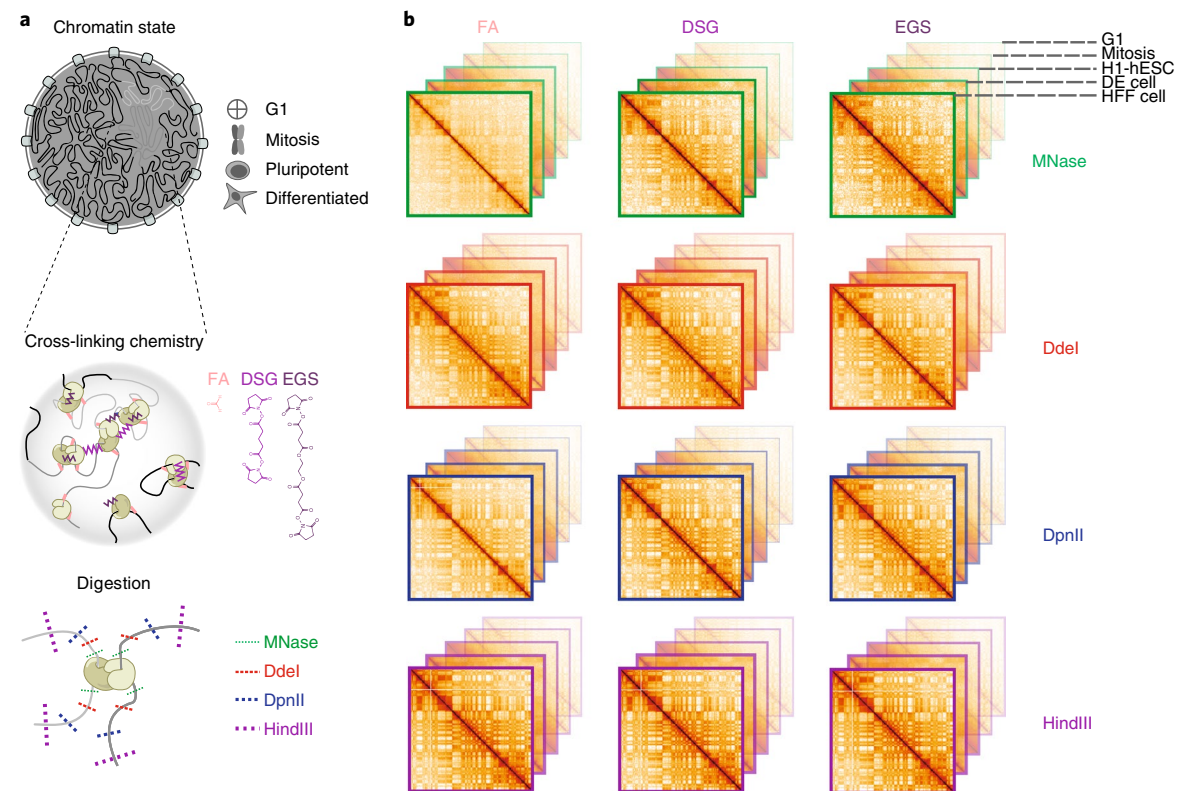 a
Chromatin state
G1
Mitosis
Pluripotent
Differentiated
Cross-linking chemistry
FA DSG EGS
Digestion
MNase
DdeI
DpnII
HindIII
b
FA DSG EGS
G1
Mitosis
H1-hESC
DE cell
HFF cell
MNase
DdeI
DpnII
HindIII